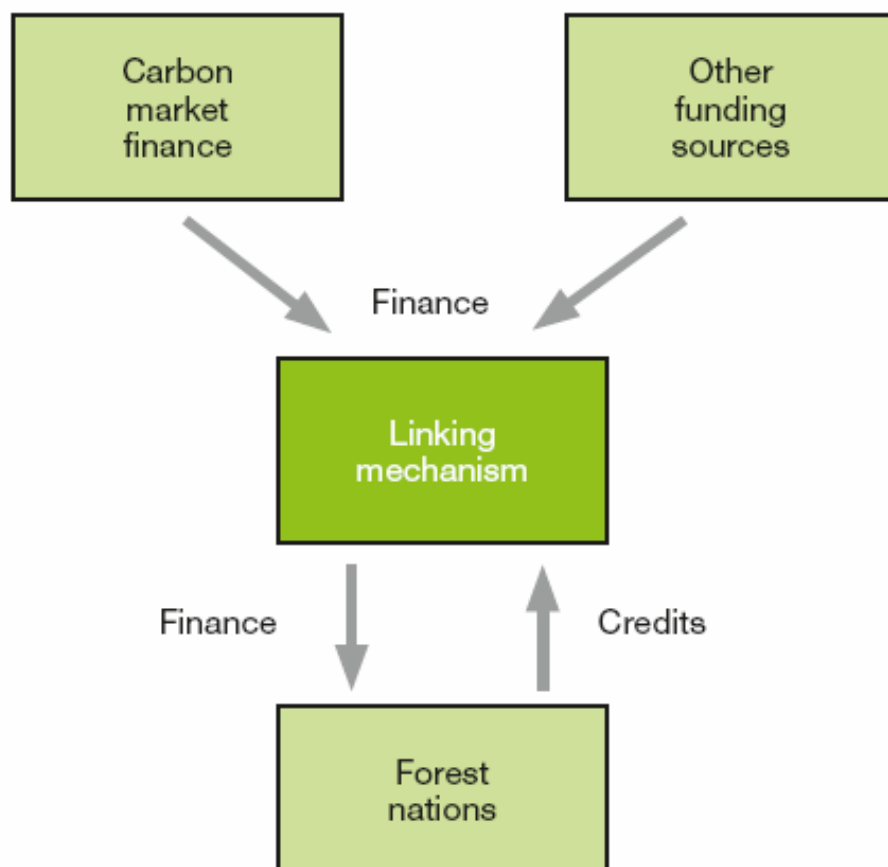 Carbon
market
finance
Other
funding
sources
Finance
Linking
mechanism
Finance
Credits
Forest
nations